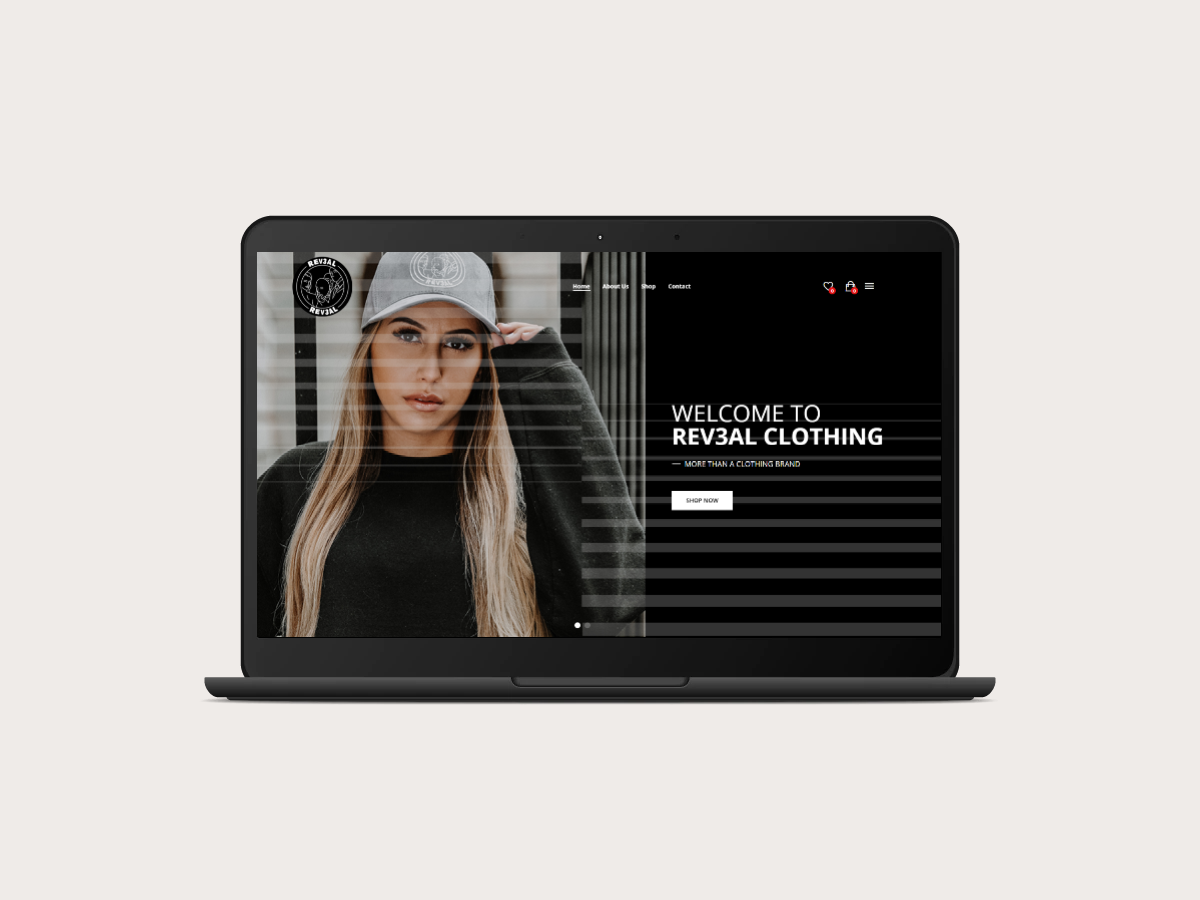 REV3AL
REV3AL
REV3AL
Home About Us Shop Contact
0 0
WELCOME TO
REV3AL CLOTHING
— MORE THAN A CLOTHING BRAND
SHOP NOW